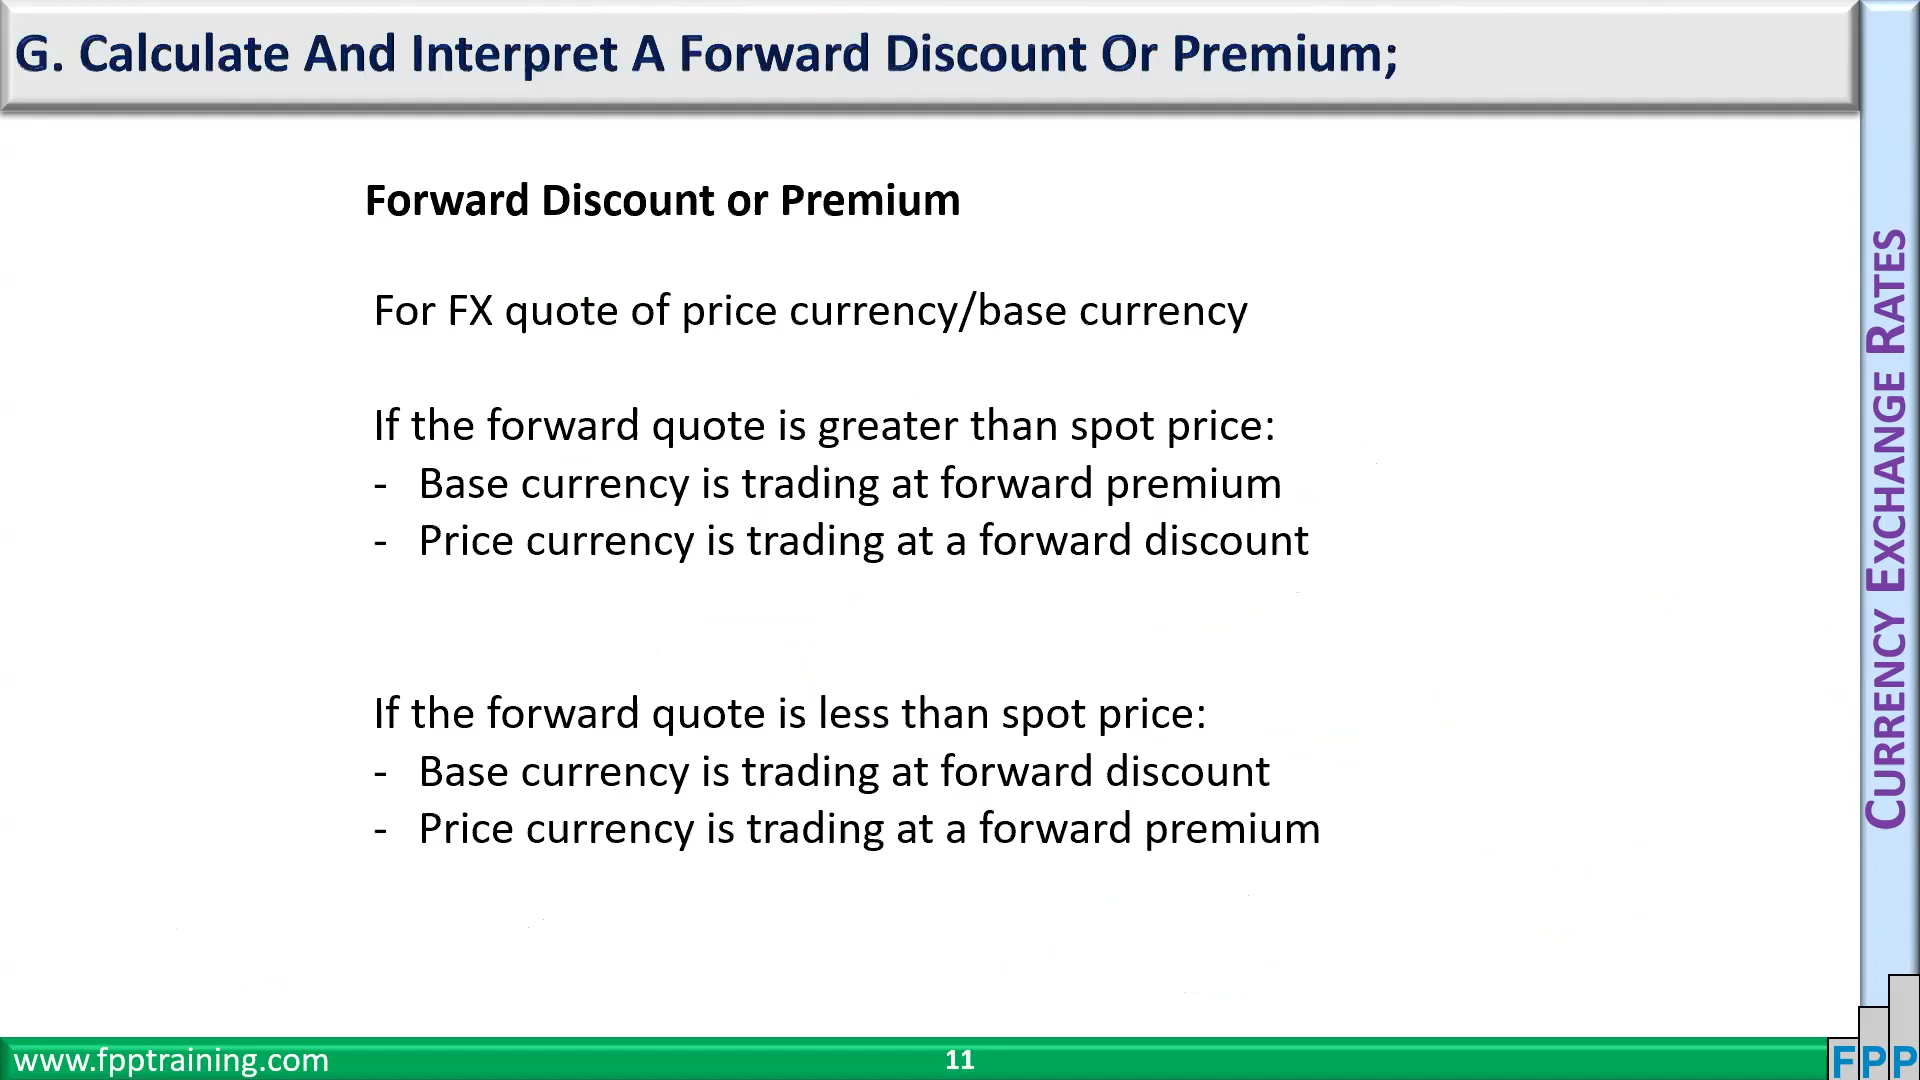 G. Calculate And Interpret A Forward Discount Or Premium;
Forward Discount or Premium
For FX quote of price currency/base currency
If the forward quote is greater than spot price:
- Base currency is trading at forward premium
- Price currency is trading at a forward discount
If the forward quote is less than spot price:
- Base currency is trading at forward discount
- Price currency is trading at a forward premium
CURRENCY EXCHANGE RATES
www.fpptraining.com
11
FPP